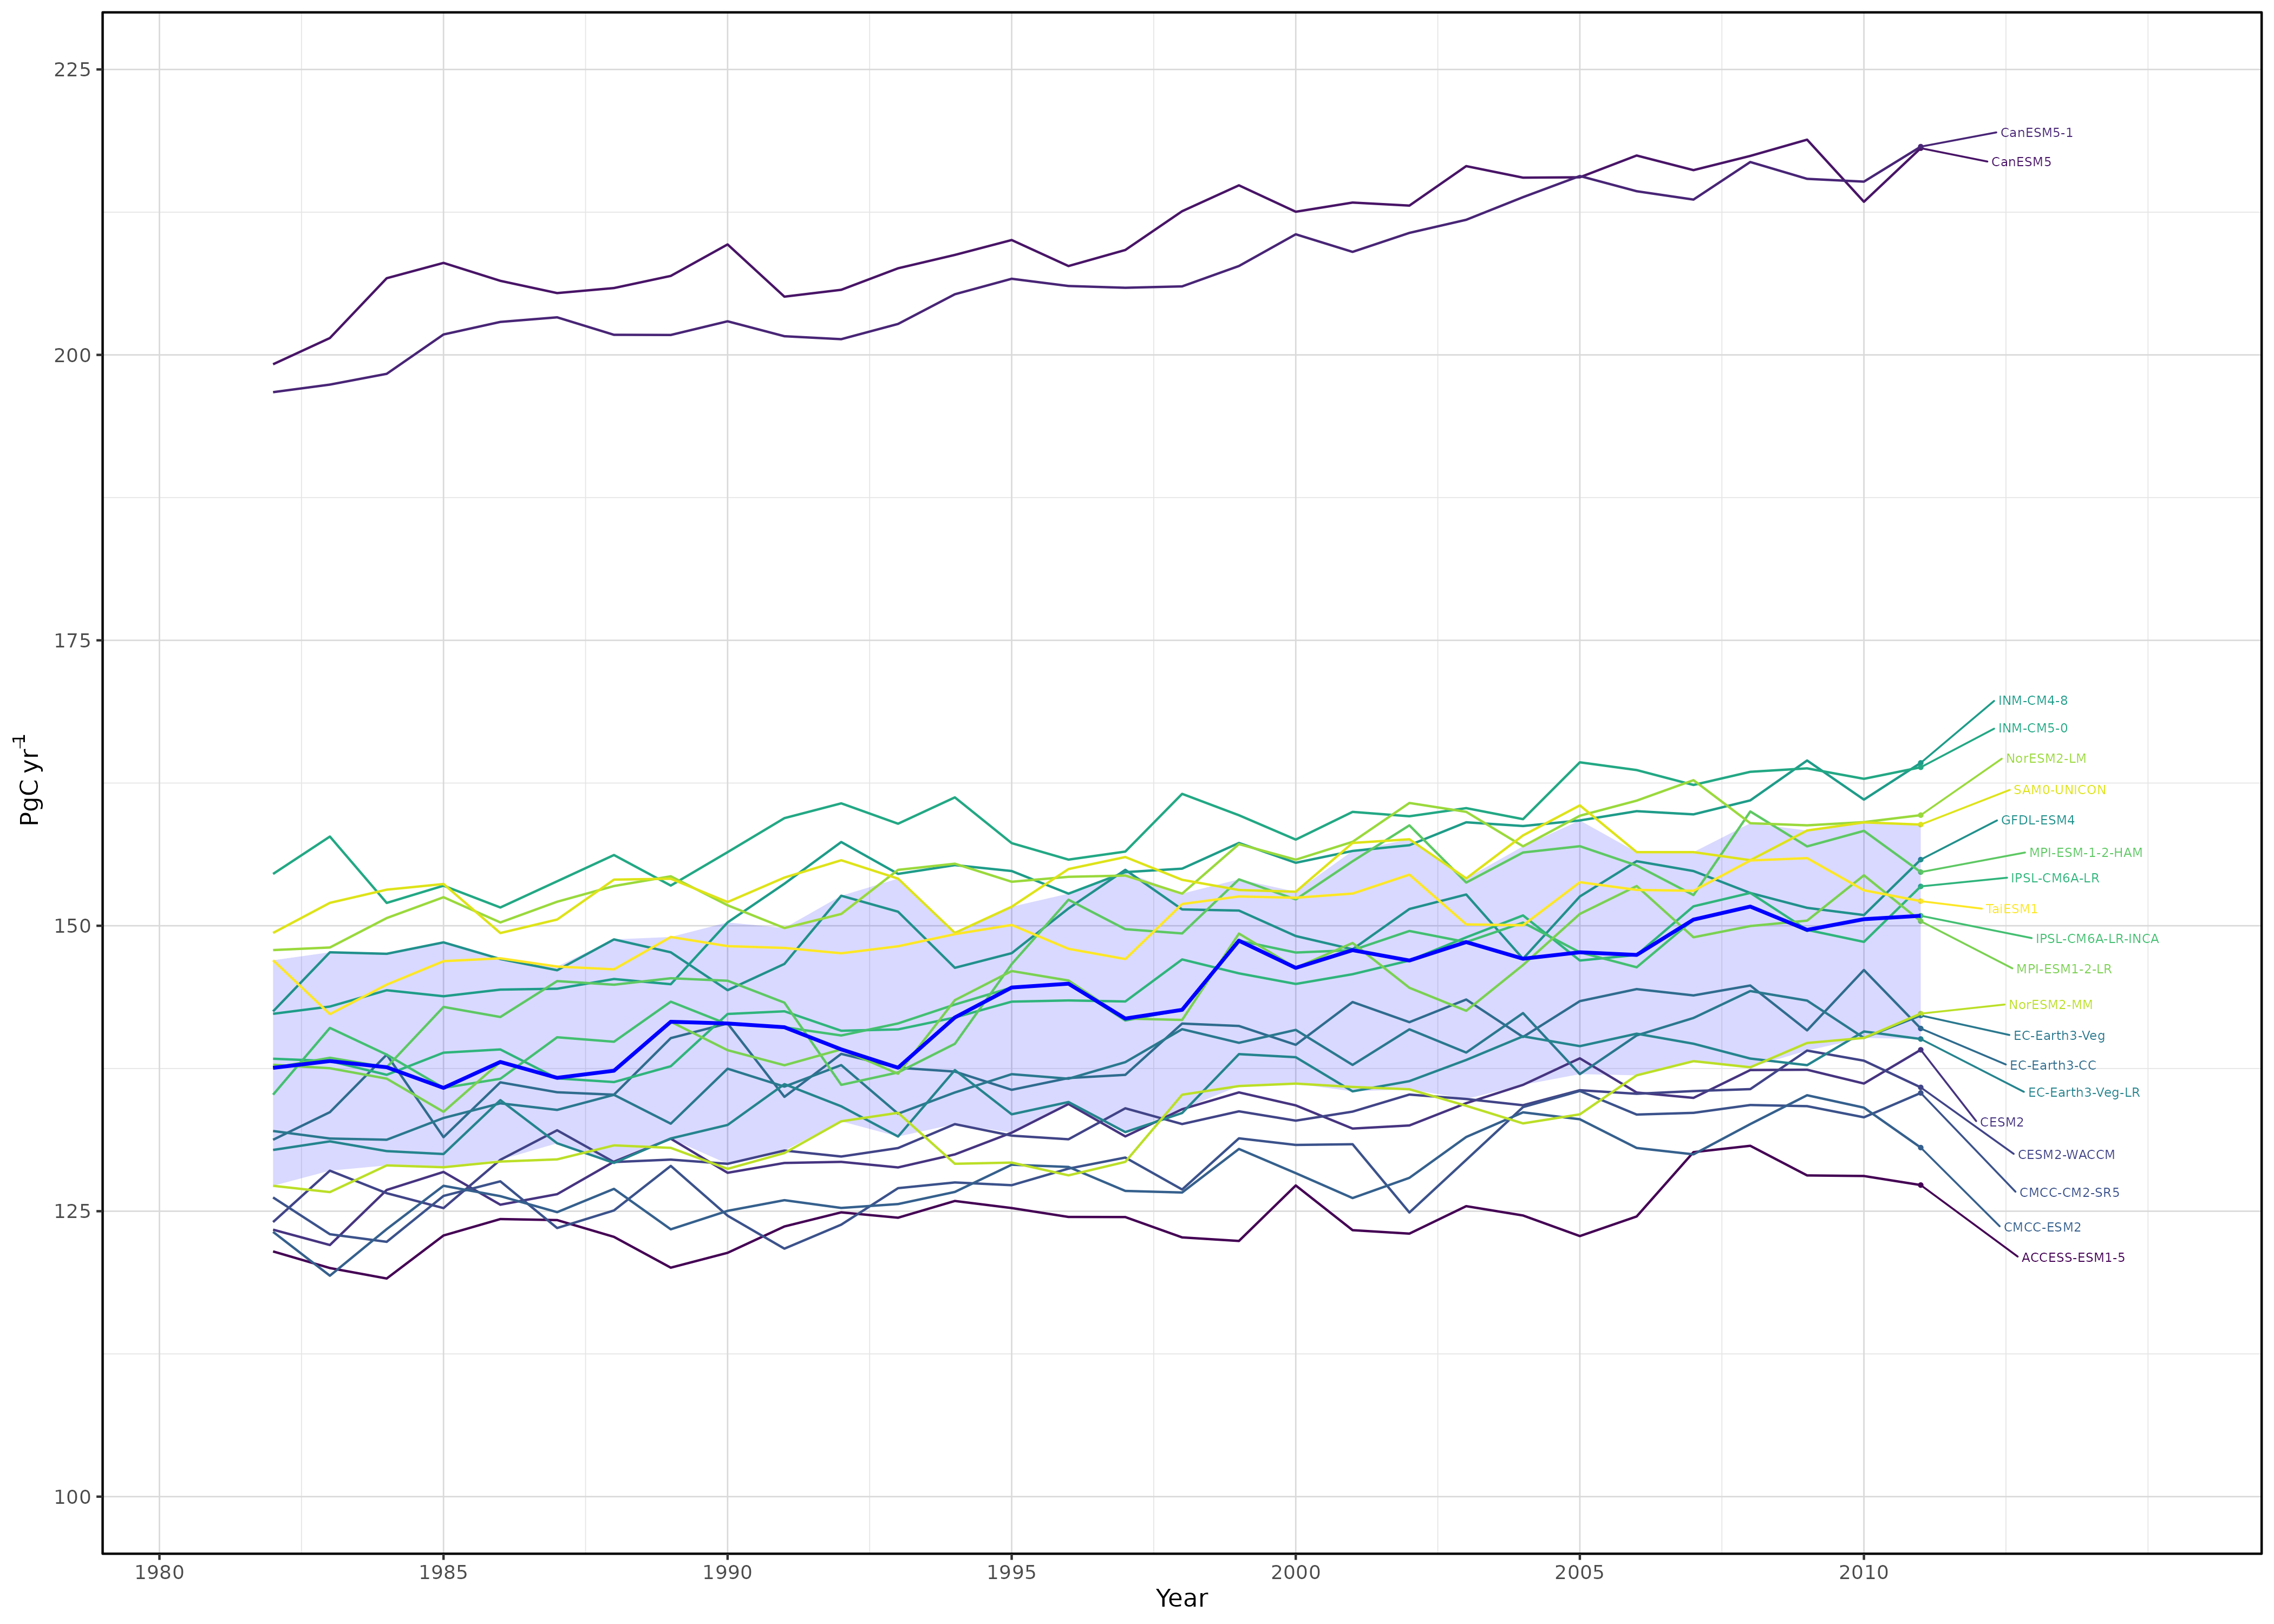 225
200
175
150
125
100
PgC yr⁻¹
1980
1985
1990
1995
2000
2005
2010
Year
CanESM5-1
CanESM5
INM-CM4-8
INM-CM5-0
NorESM2-LM
SAM0-UNICON
GFDL-ESM4
MPI-ESM-1-2-HAM
IPSL-CM6A-LR
TaiESM1
IPSL-CM6A-LR-INCA
MPI-ESM1-2-LR
NorESM2-MM
EC-Earth3-Veg
EC-Earth3-CC
EC-Earth3-Veg-LR
CESM2
CESM2-WACCM
CMCC-CM2-SR5
CMCC-ESM2
ACCESS-ESM1-5